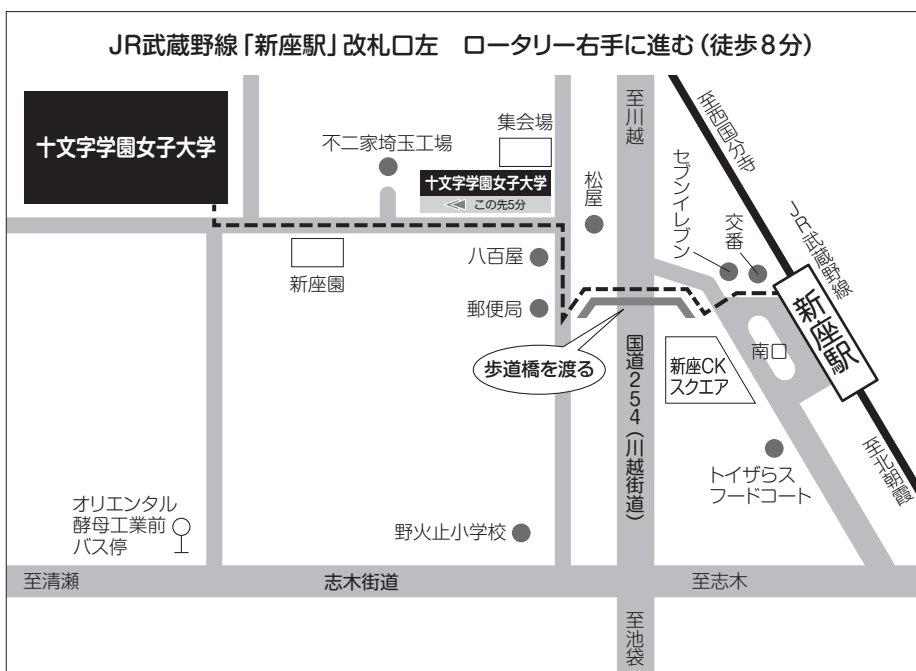 JR武蔵野線「新座駅」改札口左　ロータリー右手に進む（徒歩8分）
十文字学園女子大学
不二家埼玉工場
集会場
十文字学園女子大学
この先5分
松屋
至川越
セブンイレブン
交番
至西国分寺
JR武蔵野線
新座駅
新座園
八百屋
郵便局
歩道橋を渡る
国道254（川越街道）
新座CK
スクエア
南口
トイザらス
フードコート
至北朝霞
オリエンタル
酵母工業前
バス停
野火止小学校
至清瀬
志木街道
至志木
至池袋